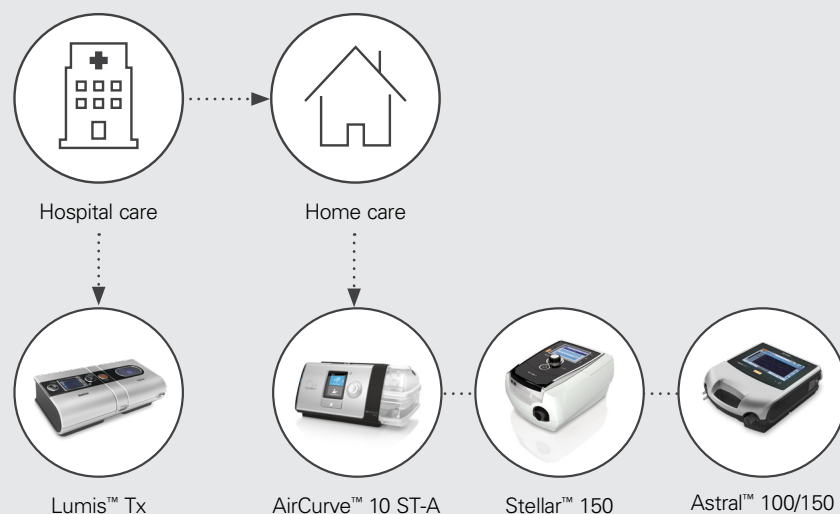 Hospital care
Home care
Lumis™ Tx
AirCurve™ 10 ST-A
Stellar™ 150
Astral™ 100/150